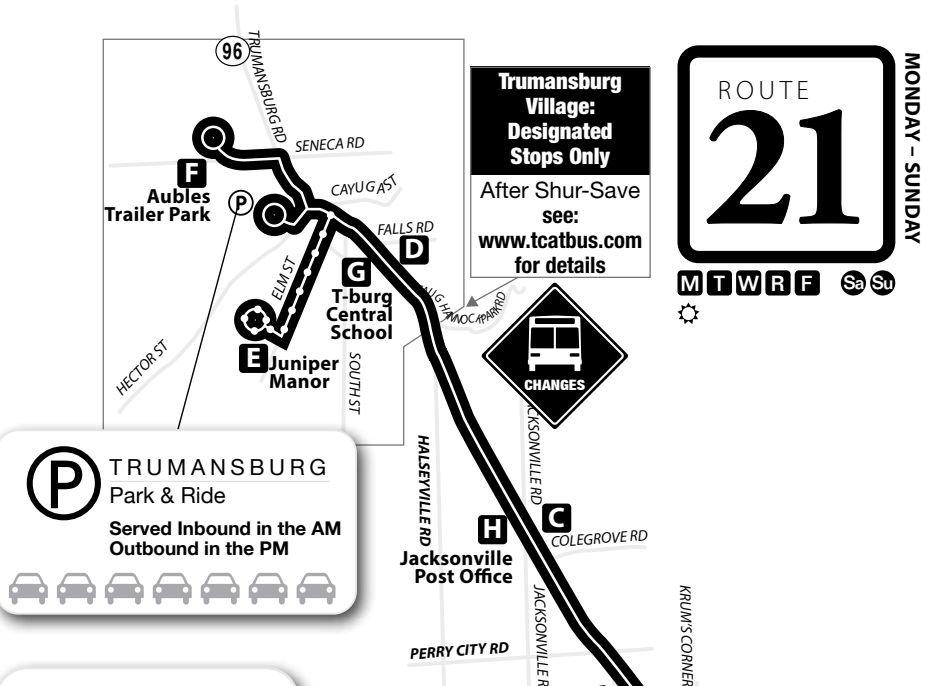 96
TRUMANSBURG RD
Trumansburg
Village:
Designated
Stops Only
After Shur-Save
see:
www.tcatbus.com
for details
ROUTE
21
MONDAY – SUNDAY
M T W R F Sa Su
SENECA RD
F
Aubles
Trailer Park
P
CAYUGA ST
FALLS RD
D
G
T-burg
Central
School
ELM ST
E
Juniper
Manor
HECTOR ST
SOUTH ST
CHANGES
TRUMANSBURG
P
Park & Ride
Served Inbound in the AM
Outbound in the PM
HALSEYVILLE RD
H
Jacksonville
Post Office
C
COLEGROVE RD
PERRY CITY RD
KRUM'S CORNER